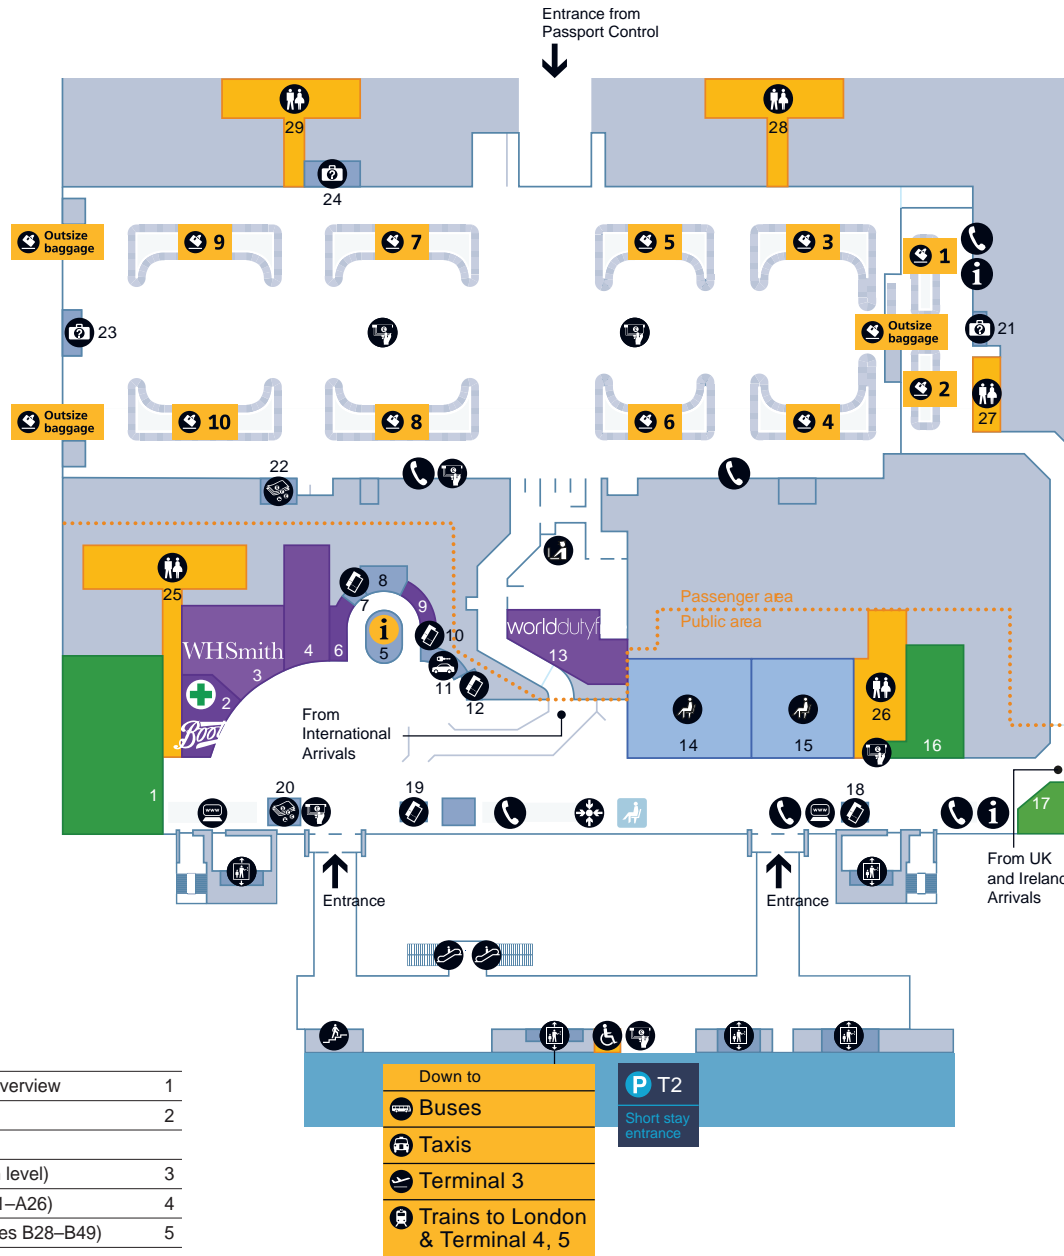 Entrance from
Passport Control
29
28
24
Outsize
baggage
9
7
5
3
1
23
Outsize
baggage
21
Outsize
baggage
10
8
6
4
2
27
22
25
8
7
9
Passenger area
Public area
WHSmith
4
6
i
5
10
worlddutyf
13
3
11
2
12
26
Boot
From
International
Arrivals
14
15
16
1
20
19
18
17
From UK
and Ireland
Arrivals
Entrance
Entrance
Down to
Buses
Taxis
Terminal 3
Trains to London
& Terminal 4, 5
P T2
Short stay
entrance
verview 1
2
level) 3
1–A26) 4
es B28–B49) 5